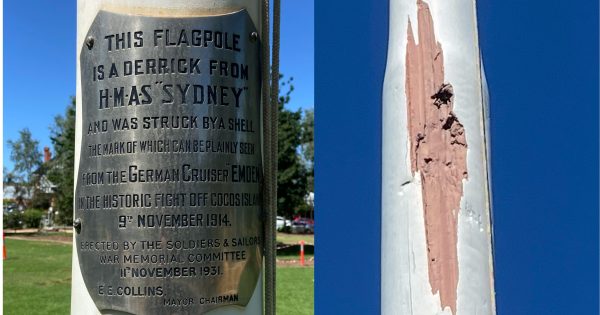 THIS FLAGPOLE
IS A DERRICK FROM
H·M·A·S "SYDNEY"
AND WAS STRUCK BY A SHELL
THE MARK OF WHICH CAN BE PLAINLY SEEN
FROM THE GERMAN CRUISER "EMDEN"
IN THE HISTORIC FIGHT OFF COCOS ISLAND
9TH NOVEMBER 1914.
ERECTED BY THE SOLDIERS & SAILORS
WAR MEMORIAL COMMITTEE
11TH NOVEMBER 1931.
E.E. COLLINS.
MAYOR CHAIRMAN